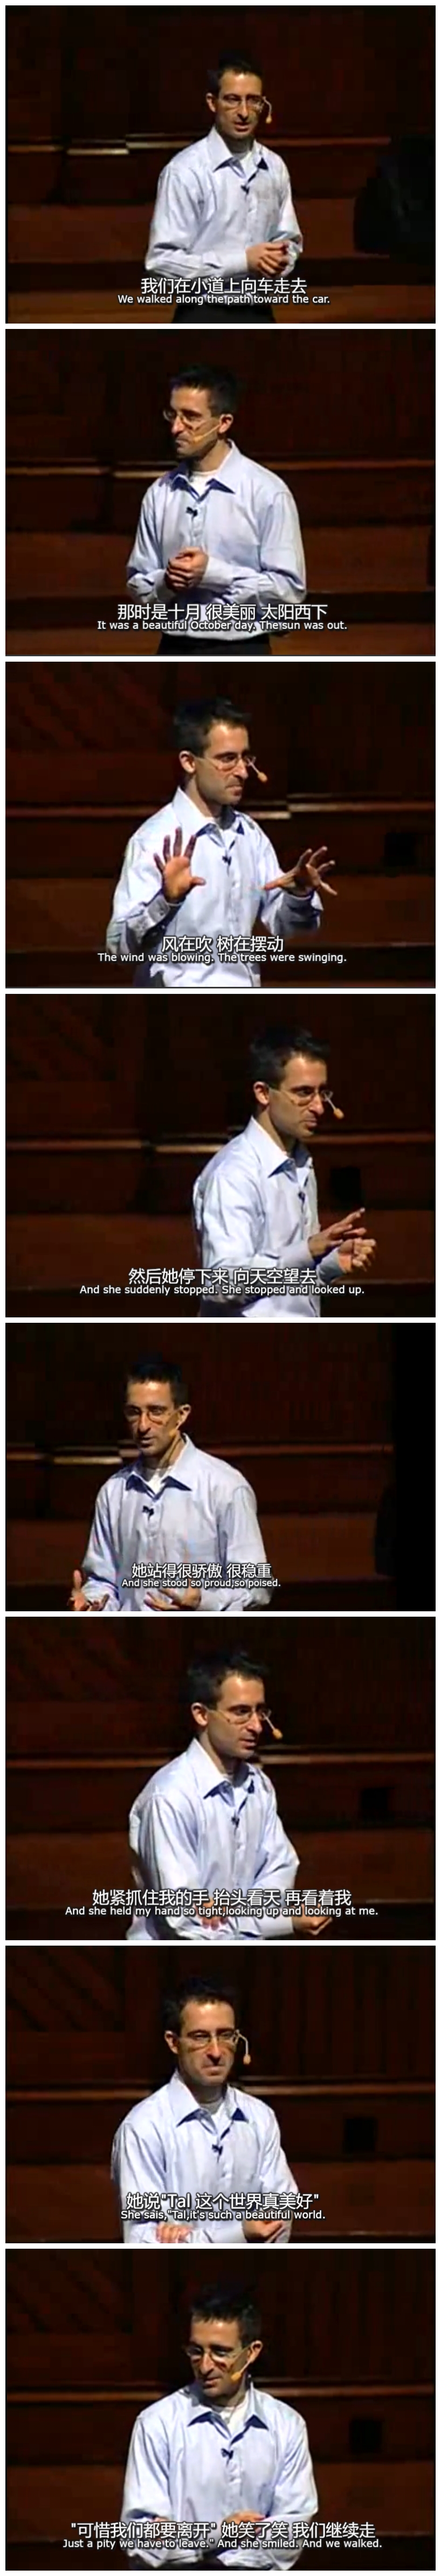 我们在小道上向车走去
We walked along the path toward the car.
那时是十月 很美丽 太阳西下
It was a beautiful October day. The sun was out.
风在吹 树在摆动
The wind was blowing. The trees were swinging.
然后她停下来 向天空望去
And she suddenly stopped. She stopped and looked up.
她站得很骄傲 很稳重
And she stood so proud,so poised.
她紧抓住我的手 抬头看天 再看着我
And she held my hand so tight,looking up and looking at me.
她说"Tal 这个世界真美好"
She sais,"Tal,it's such a beautiful world.
"可惜我们都要离开" 她笑了笑 我们继续走
Just a pity we have to leave." And she smiled. And we walked.